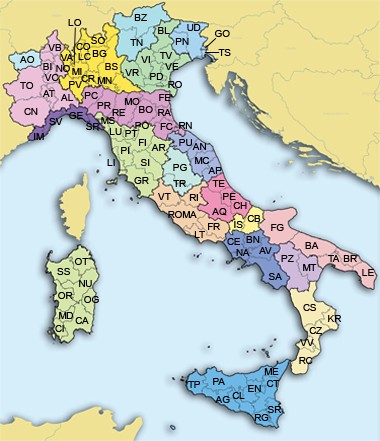 LO
BZ
SO
GO
VB
CO
TN
BL
UD
BG
PN
TS
AO
BI
VA
LC
VI
TV
NO
MI
BS
VR
VE
TO
VC
CR
PD
PV
MN
RO
AT
AL
PC
CN
PR
MO
FE
RE
BO
RA
GE
SV
MS
FC
RN
IM
SR
LU
PT
PO
PU
AN
FI
PI
AR
MC
LI
SI
PG
AP
GR
TR
TE
VT
RI
PE
CH
AQ
ROMA
IS
CB
FG
FR
LT
CE
BN
BA
NA
AV
TA
BR
OT
PZ
MT
LE
SS
SA
NU
OR
OG
CS
MD
CA
KR
CI
CZ
VV
RC
ME
TP
PA
CT
EN
AG
CL
SR
RG